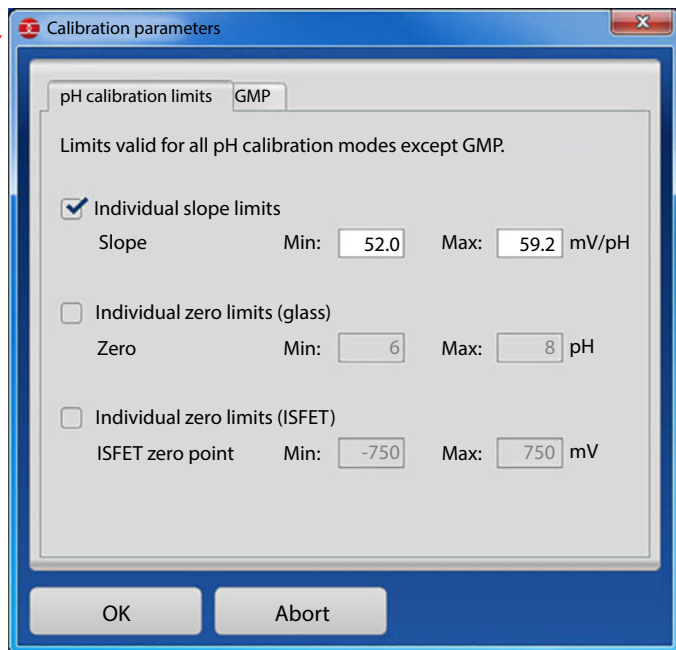 Calibration parameters
pH calibration limits GMP
Limits valid for all pH calibration modes except GMP.
Individual slope limits
Slope Min: 52.0 Max: 59.2 mV/pH
Individual zero limits (glass)
Zero Min: 6 Max: 8 pH
Individual zero limits (ISFET)
ISFET zero point Min: -750 Max: 750 mV
OK Abort